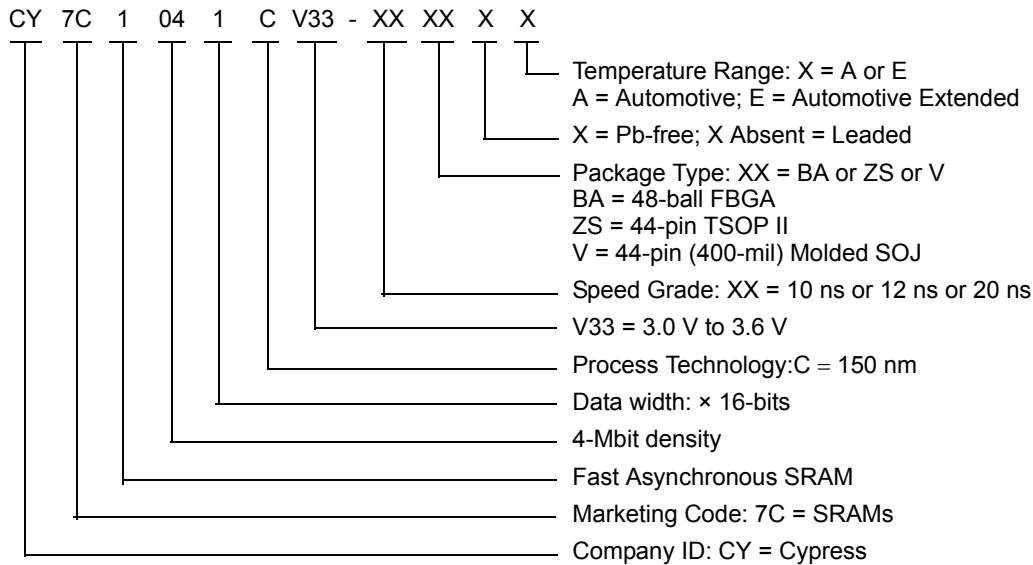 CY 7C 1 04 1 C V33 - XX XX X X
Temperature Range: X = A or E
A = Automotive; E = Automotive Extended
X = Pb-free; X Absent = Leaded
Package Type: XX = BA or ZS or V
BA = 48-ball FBGA
ZS = 44-pin TSOP II
V = 44-pin (400-mil) Molded SOJ
Speed Grade: XX = 10 ns or 12 ns or 20 ns
V33 = 3.0 V to 3.6 V
Process Technology:C = 150 nm
Data width: × 16-bits
4-Mbit density
Fast Asynchronous SRAM
Marketing Code: 7C = SRAMs
Company ID: CY = Cypress